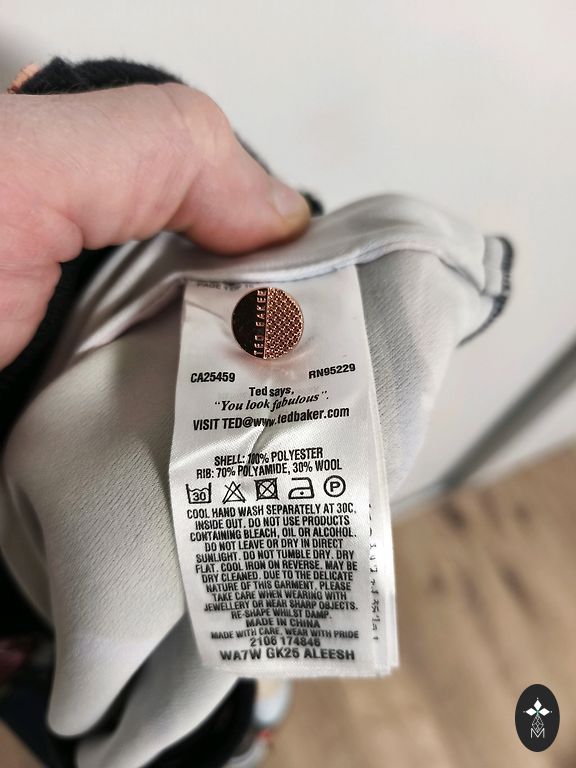 TED BAKER
CA25459 RN95229
Ted says,
"You look fabulous".
VISIT TED@www.tedbaker.com
SHELL: 100% POLYESTER
RIB: 70% POLYAMIDE, 30% WOOL
30 P
COOL HAND WASH SEPARATELY AT 30C,
INSIDE OUT. DO NOT USE PRODUCTS
CONTAINING BLEACH, OIL OR ALCOHOL.
DO NOT LEAVE OR DRY IN DIRECT
SUNLIGHT. DO NOT TUMBLE DRY. DRY
FLAT. COOL IRON ON REVERSE. MAY BE
DRY CLEANED. DUE TO THE DELICATE
NATURE OF THIS GARMENT, PLEASE
TAKE CARE WHEN WEARING WITH
JEWELLERY OR NEAR SHARP OBJECTS.
RE-SHAPE WHILST DAMP.
MADE IN CHINA
MADE WITH CARE, WEAR WITH PRIDE
2106 174846
WA7W GK25 ALEESH
M